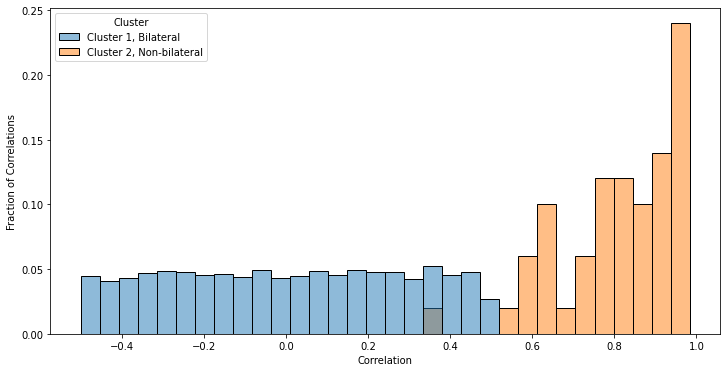 Cluster
Cluster 1, Bilateral
Cluster 2, Non-bilateral
Fraction of Correlations
0.25
0.20
0.15
0.10
0.05
0.00
−0.4
−0.2
0.0
0.2
0.4
0.6
0.8
1.0
Correlation